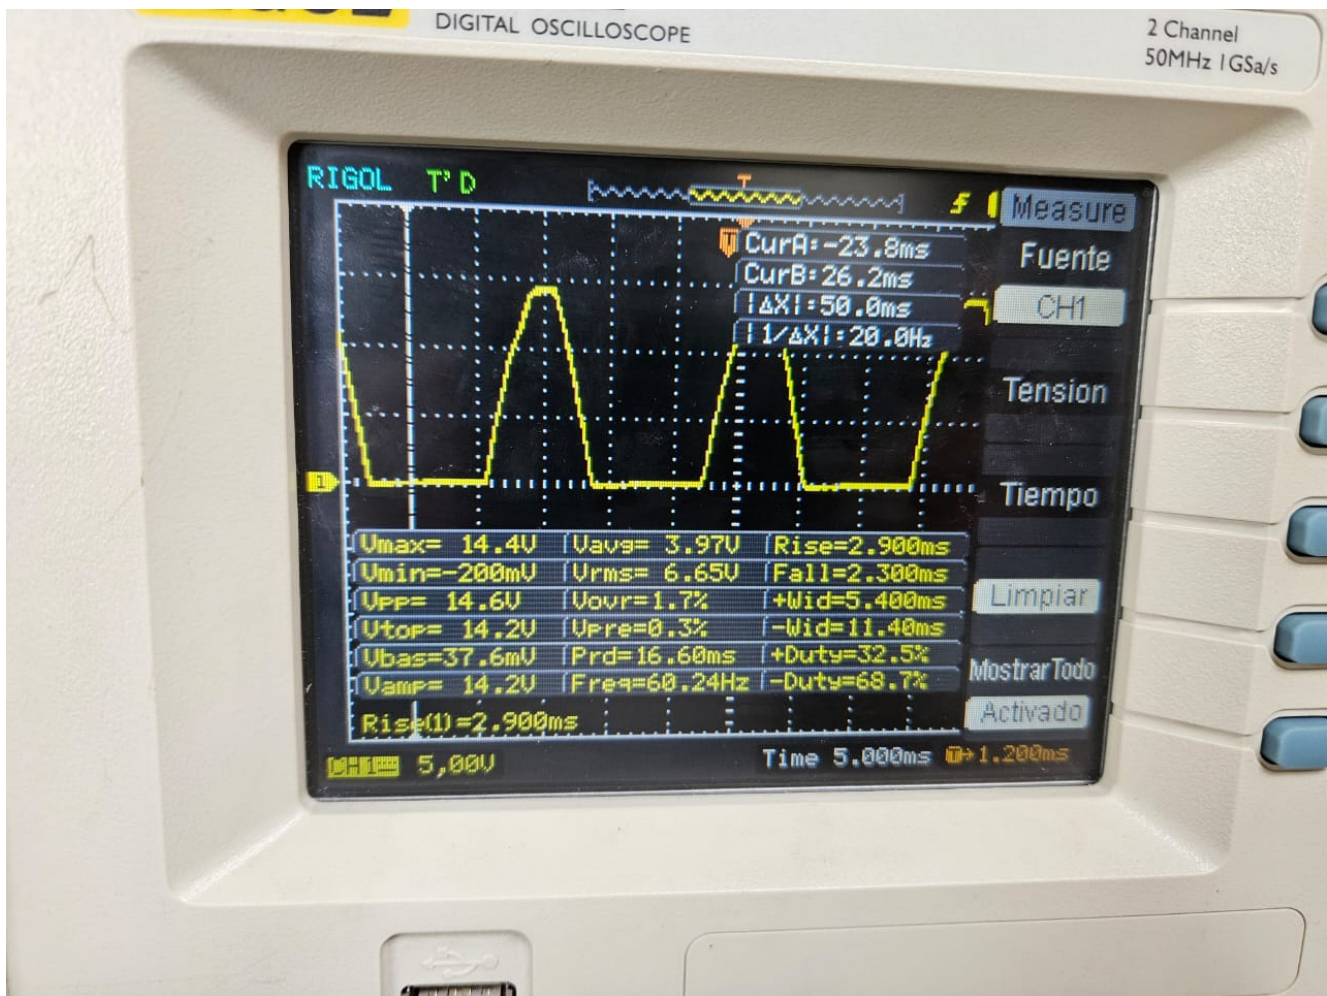 DIGITAL OSCILLOSCOPE
2 Channel
50MHz 1GSa/s
RIGOL T'D
T
Measure
T
CurA:-23.8ms
CurB:26.2ms
|ΔX|:50.0ms
|1/ΔX|:20.0Hz
Fuente
CH1
Tension
Tiempo
1
Vmax= 14.4V Vavg= 3.97V Rise=2.900ms
Vmin=-200mV Vrms= 6.65V Fall=2.300ms
Vpp= 14.6V Vovr=1.7% +Wid=5.400ms
Vtop= 14.2V Vpre=0.3% -Wid=11.40ms
Vbas=37.6mV Prd=16.60ms +Duty=32.5%
Vamp= 14.2V Freq=60.24Hz -Duty=68.7%
Rise(1)=2.900ms
Limpiar
MostrarTodo
Activado
CH1 5,00V Time 5.000ms T→1.200ms